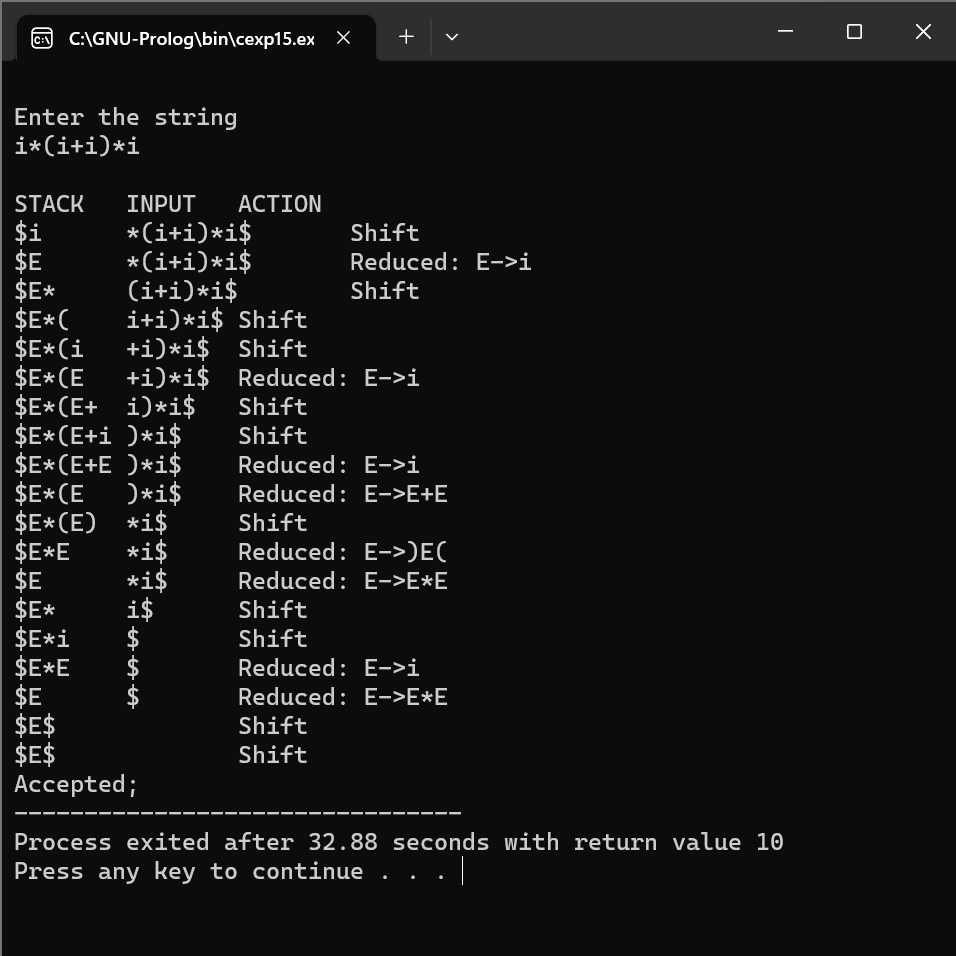 C:\GNU-Prolog\bin\cexp15.ex
Enter the string
i*(i+i)*i
STACK   INPUT   ACTION
$i      *(i+i)*i$       Shift
$E      *(i+i)*i$       Reduced: E->i
$E*     (i+i)*i$        Shift
$E*(    i+i)*i$ Shift
$E*(i   +i)*i$  Shift
$E*(E   +i)*i$  Reduced: E->i
$E*(E+  i)*i$   Shift
$E*(E+i )*i$    Shift
$E*(E+E )*i$    Reduced: E->i
$E*(E   )*i$    Reduced: E->E+E
$E*(E)  *i$     Shift
$E*E    *i$     Reduced: E->)E(
$E      *i$     Reduced: E->E*E
$E*     i$      Shift
$E*i    $       Shift
$E*E    $       Reduced: E->i
$E      $       Reduced: E->E*E
$E$             Shift
$E$             Shift
Accepted;
--------------------------------
Process exited after 32.88 seconds with return value 10
Press any key to continue . . .